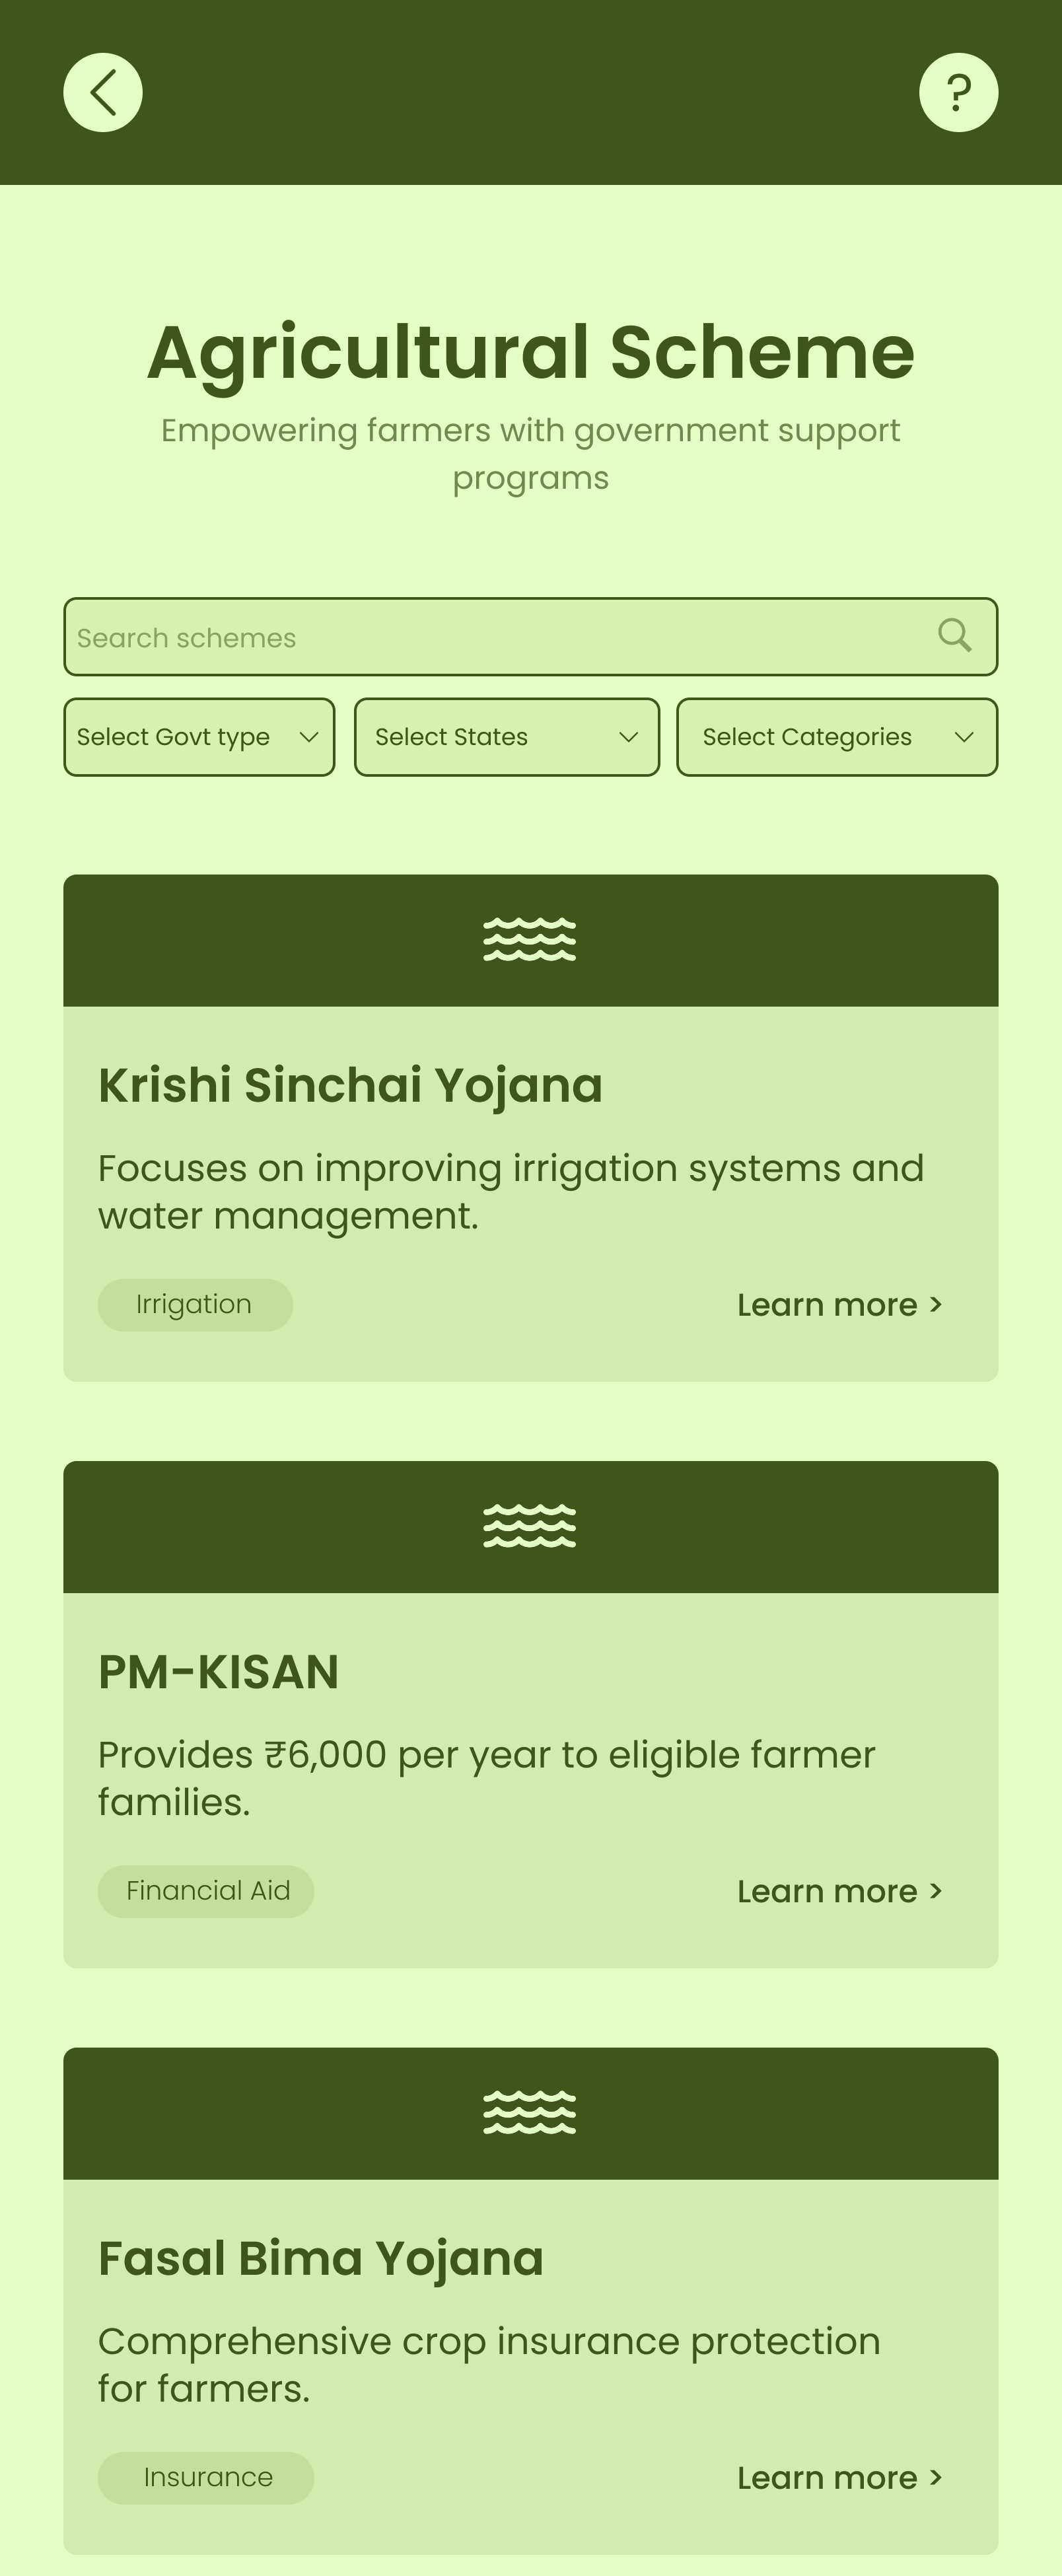 ?
Agricultural Scheme
Empowering farmers with government support
programs
Search schemes
Select Govt type
Select States
Select Categories
Krishi Sinchai Yojana
Focuses on improving irrigation systems and
water management.
Irrigation
Learn more >
PM-KISAN
Provides ₹6,000 per year to eligible farmer
families.
Financial Aid
Learn more >
Fasal Bima Yojana
Comprehensive crop insurance protection
for farmers.
Insurance
Learn more >